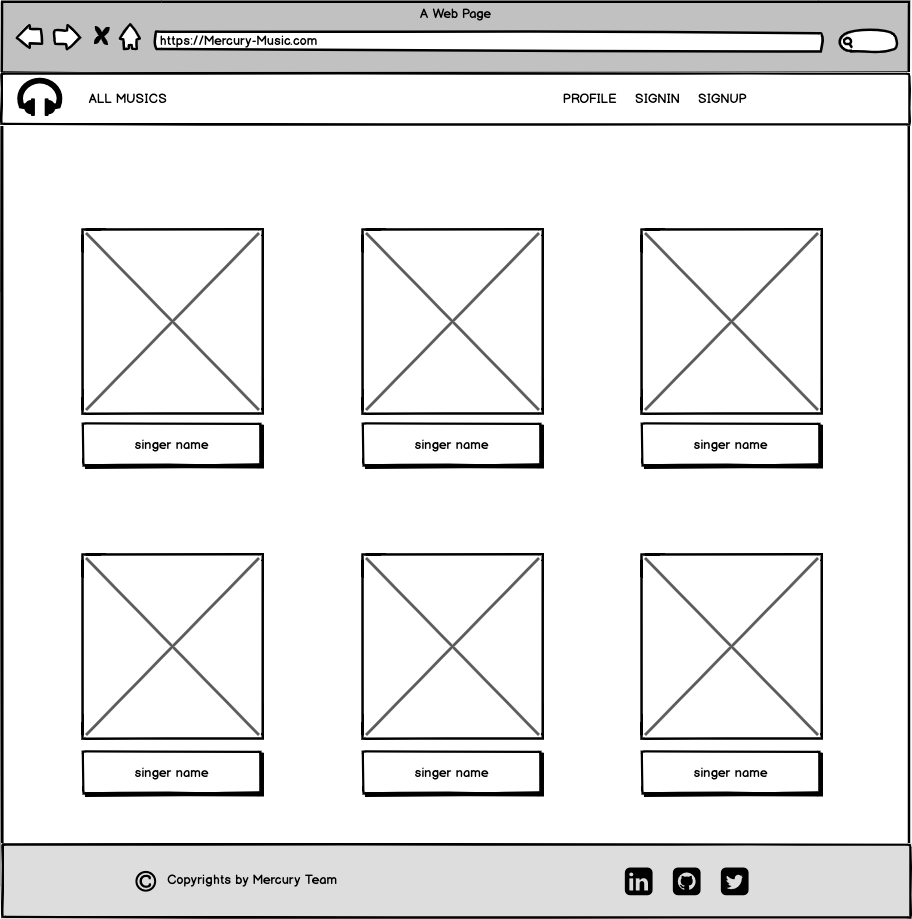 A Web Page
https://Mercury-Music.com
ALL MUSICS PROFILE SIGNIN SIGNUP
singer name singer name singer name
singer name singer name singer name
© Copyrights by Mercury Team in